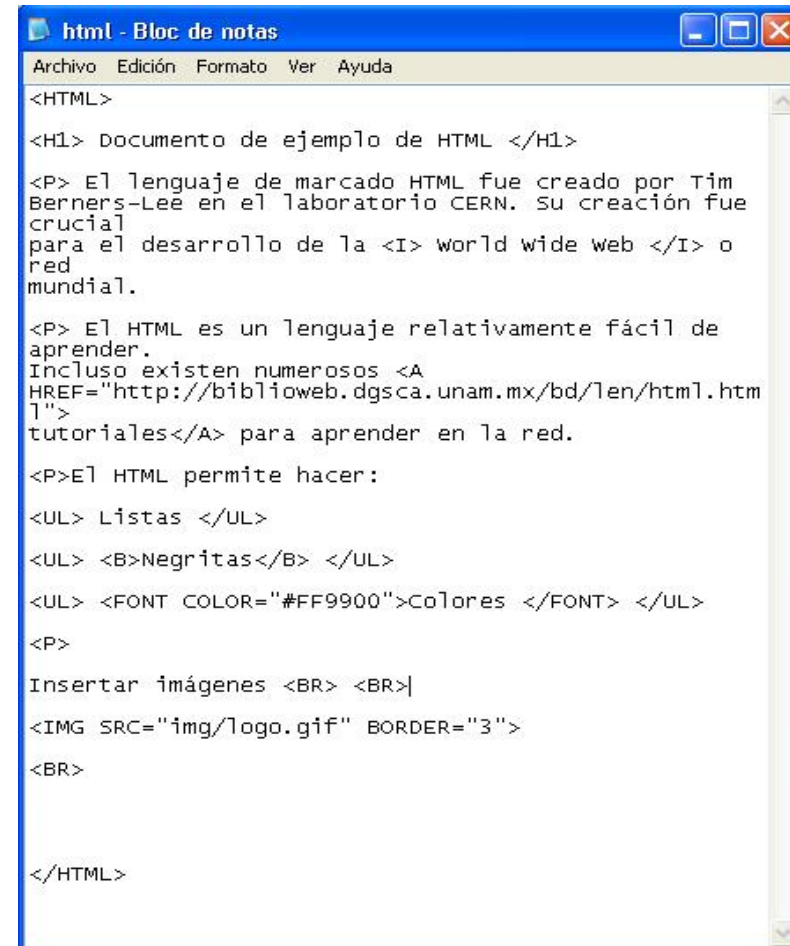 html - Bloc de notas
Archivo Edición Formato Ver Ayuda
<HTML>
<H1> Documento de ejemplo de HTML </H1>
<P> El lenguaje de marcado HTML fue creado por Tim
Berners-Lee en el laboratorio CERN. Su creación fue
crucial
para el desarrollo de la <I> World Wide Web </I> o
red
mundial.
<P> El HTML es un lenguaje relativamente fácil de
aprender.
Incluso existen numerosos <A
HREF="http://biblioweb.dgsca.unam.mx/bd/len/html.htm
l">
tutoriales</A> para aprender en la red.
<P>El HTML permite hacer:
<UL> Listas </UL>
<UL> <B>Negritas</B> </UL>
<UL> <FONT COLOR="#FF9900">Colores </FONT> </UL>
<P>
Insertar imágenes <BR> <BR>
<IMG SRC="img/logo.gif" BORDER="3">
<BR>
</HTML>